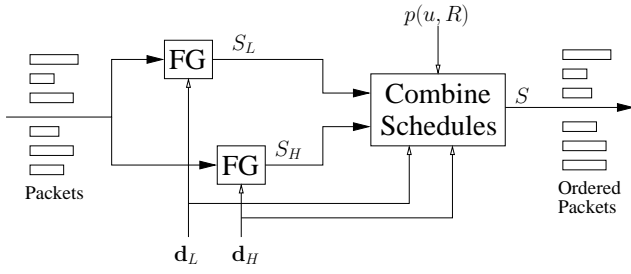 p(u, R)
FG
S_L
Combine
Schedules
S
FG
S_H
Packets
Ordered
Packets
d_L
d_H